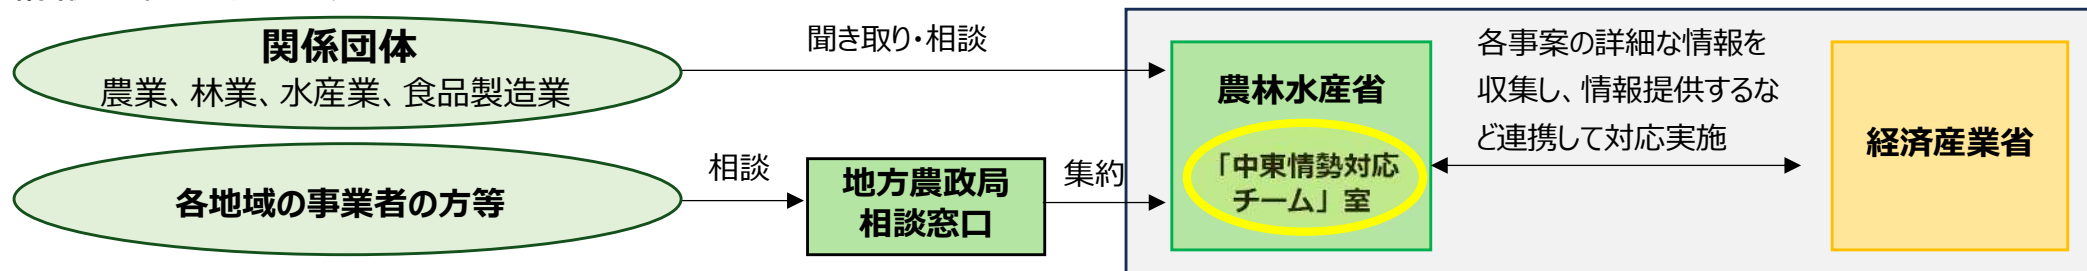 関係団体
農業、林業、水産業、食品製造業
聞き取り・相談
各地域の事業者の方等
相談
地方農政局
相談窓口
集約
農林水産省
「中東情勢対応
チーム」室
各事案の詳細な情報を
収集し、情報提供するな
ど連携して対応実施
経済産業省